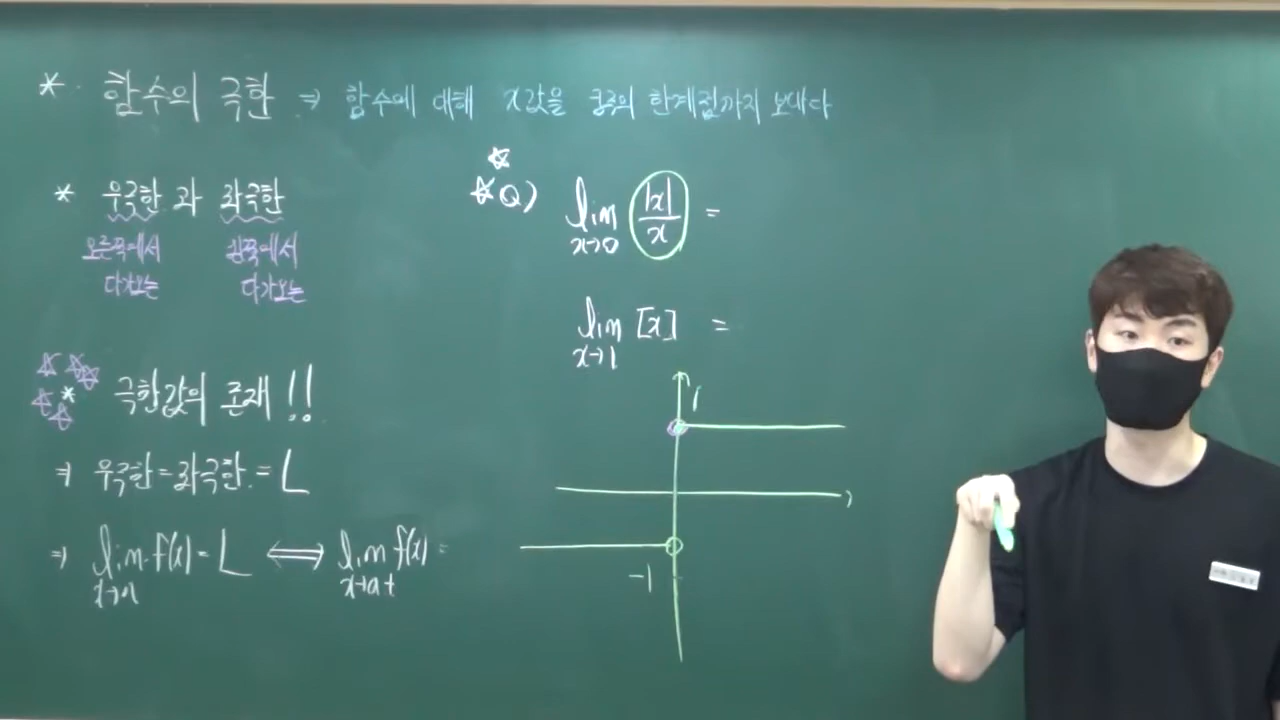 * 함수의 극한 ⇒ 함수에 대해 x값을 한계점까지 보내다
* 우극한 과 좌극한
오른쪽에서 왼쪽에서
다가오는 다가오는
* 극한값의 존재 !!
⇒ 우극한 = 좌극한 = L
⇒ lim x→a f(x) = L ⟺ lim x→a+ f(x) =
Q) lim x→0 |x|/x =
lim x→1 [x] =
1
-1